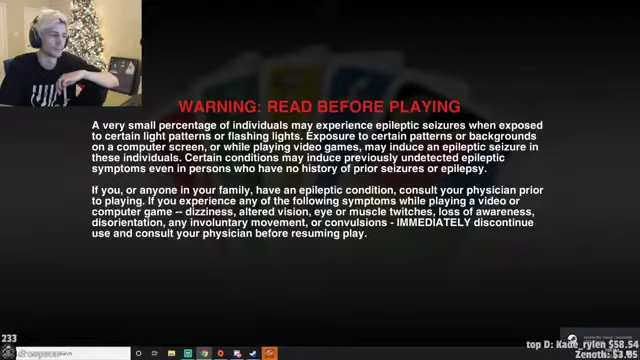 WARNING: READ BEFORE PLAYING
A very small percentage of individuals may experience epileptic seizures when exposed
to certain light patterns or flashing lights. Exposure to certain patterns or backgrounds
on a computer screen, or while playing video games, may induce an epileptic seizure in
these individuals. Certain conditions may induce previously undetected epileptic
symptoms even in persons who have no history of prior seizures or epilepsy.
If you, or anyone in your family, have an epileptic condition, consult your physician prior
to playing. If you experience any of the following symptoms while playing a video or
computer game -- dizziness, altered vision, eye or muscle twitches, loss of awareness,
disorientation, any involuntary movement, or convulsions - IMMEDIATELY discontinue
use and consult your physician before resuming play.
233
top D: Kade_rylen $58.54
Zenoth: $3.05